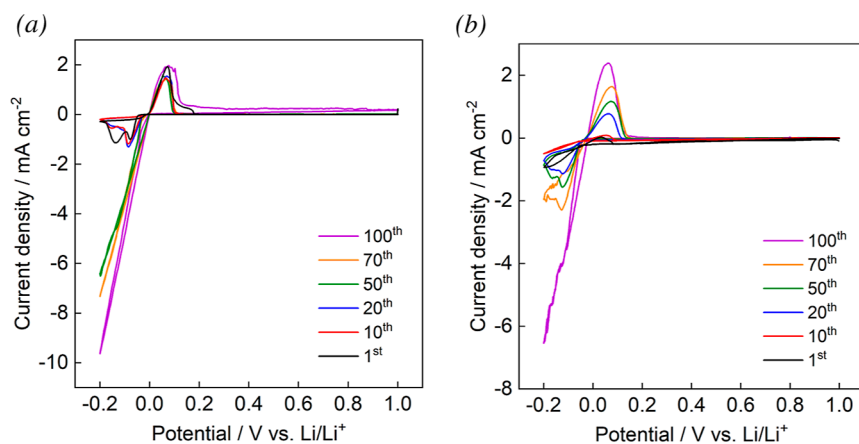 (a)
2
0
-2
-4
-6
-8
-10
Current density / mA cm⁻²
100ᵗʰ
70ᵗʰ
50ᵗʰ
20ᵗʰ
10ᵗʰ
1ˢᵗ
-0.2 0.0 0.2 0.4 0.6 0.8 1.0
Potential / V vs. Li/Li⁺
(b)
2
0
-2
-4
-6
-8
Current density / mA cm⁻²
100ᵗʰ
70ᵗʰ
50ᵗʰ
20ᵗʰ
10ᵗʰ
1ˢᵗ
-0.2 0.0 0.2 0.4 0.6 0.8 1.0
Potential / V vs. Li/Li⁺